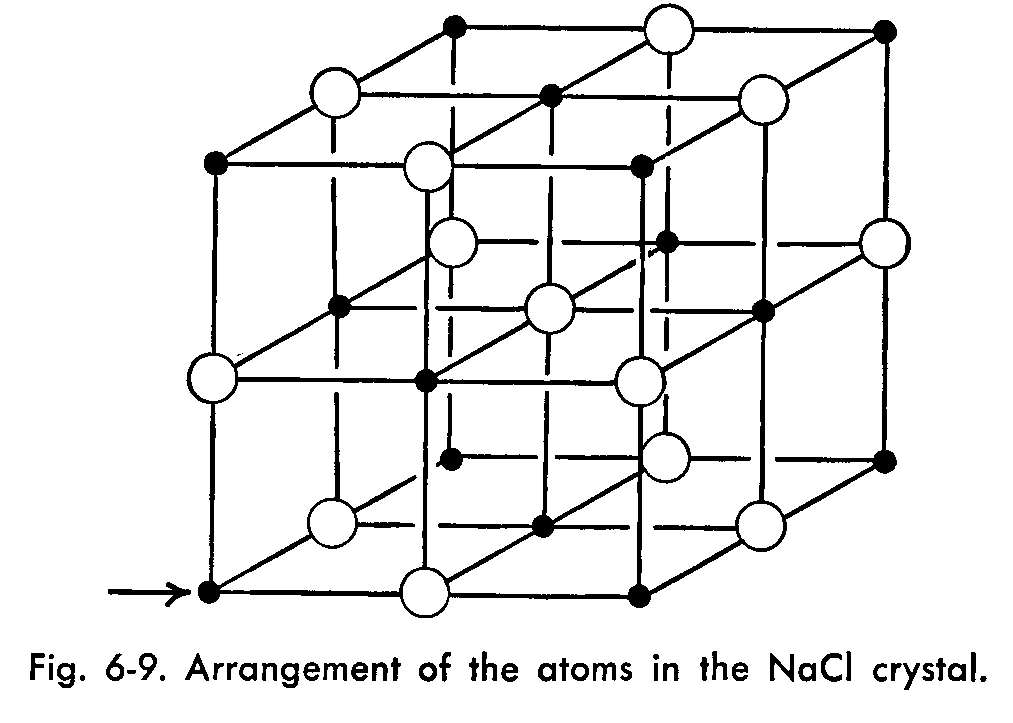 Fig. 6-9. Arrangement of the atoms in the NaCl crystal.